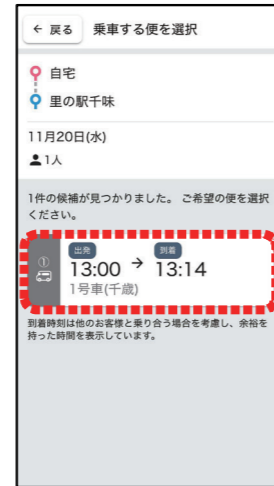 ← 戻る 乗車する便を選択
自宅
里の駅千味
11月20日(水)
1人
1件の候補が見つかりました。ご希望の便を選択
ください。
出発 到着
① 13:00 → 13:14
1号車(千歳)
到着時刻は他のお客様と乗り合う場合を考慮し、余裕を
持った時間を表示しています。